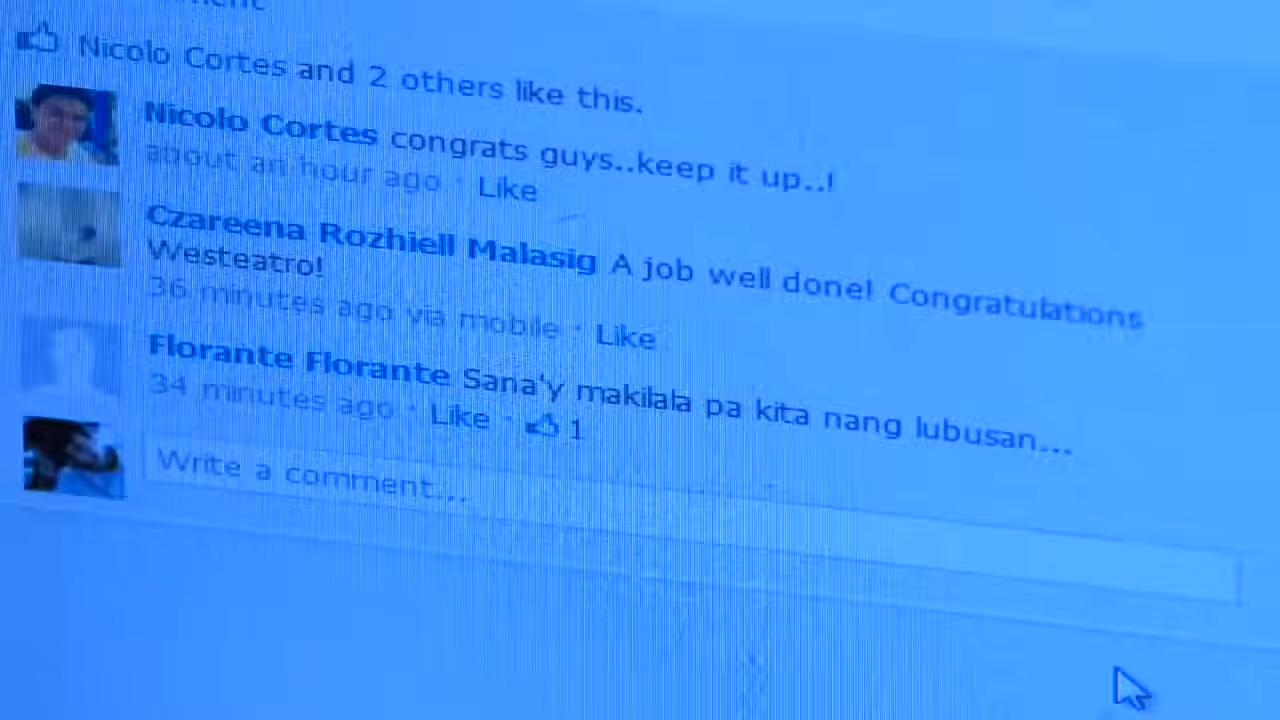 Nicolo Cortes and 2 others like this.
Nicolo Cortes congrats guys..keep it up..!
about an hour ago · Like
Czareena Rozhiell Malasig A job well done! Congratulations
Westeatro!
36 minutes ago via mobile · Like
Florante Florante Sana'y makilala pa kita nang lubusan...
34 minutes ago · Like · 1
Write a comment...